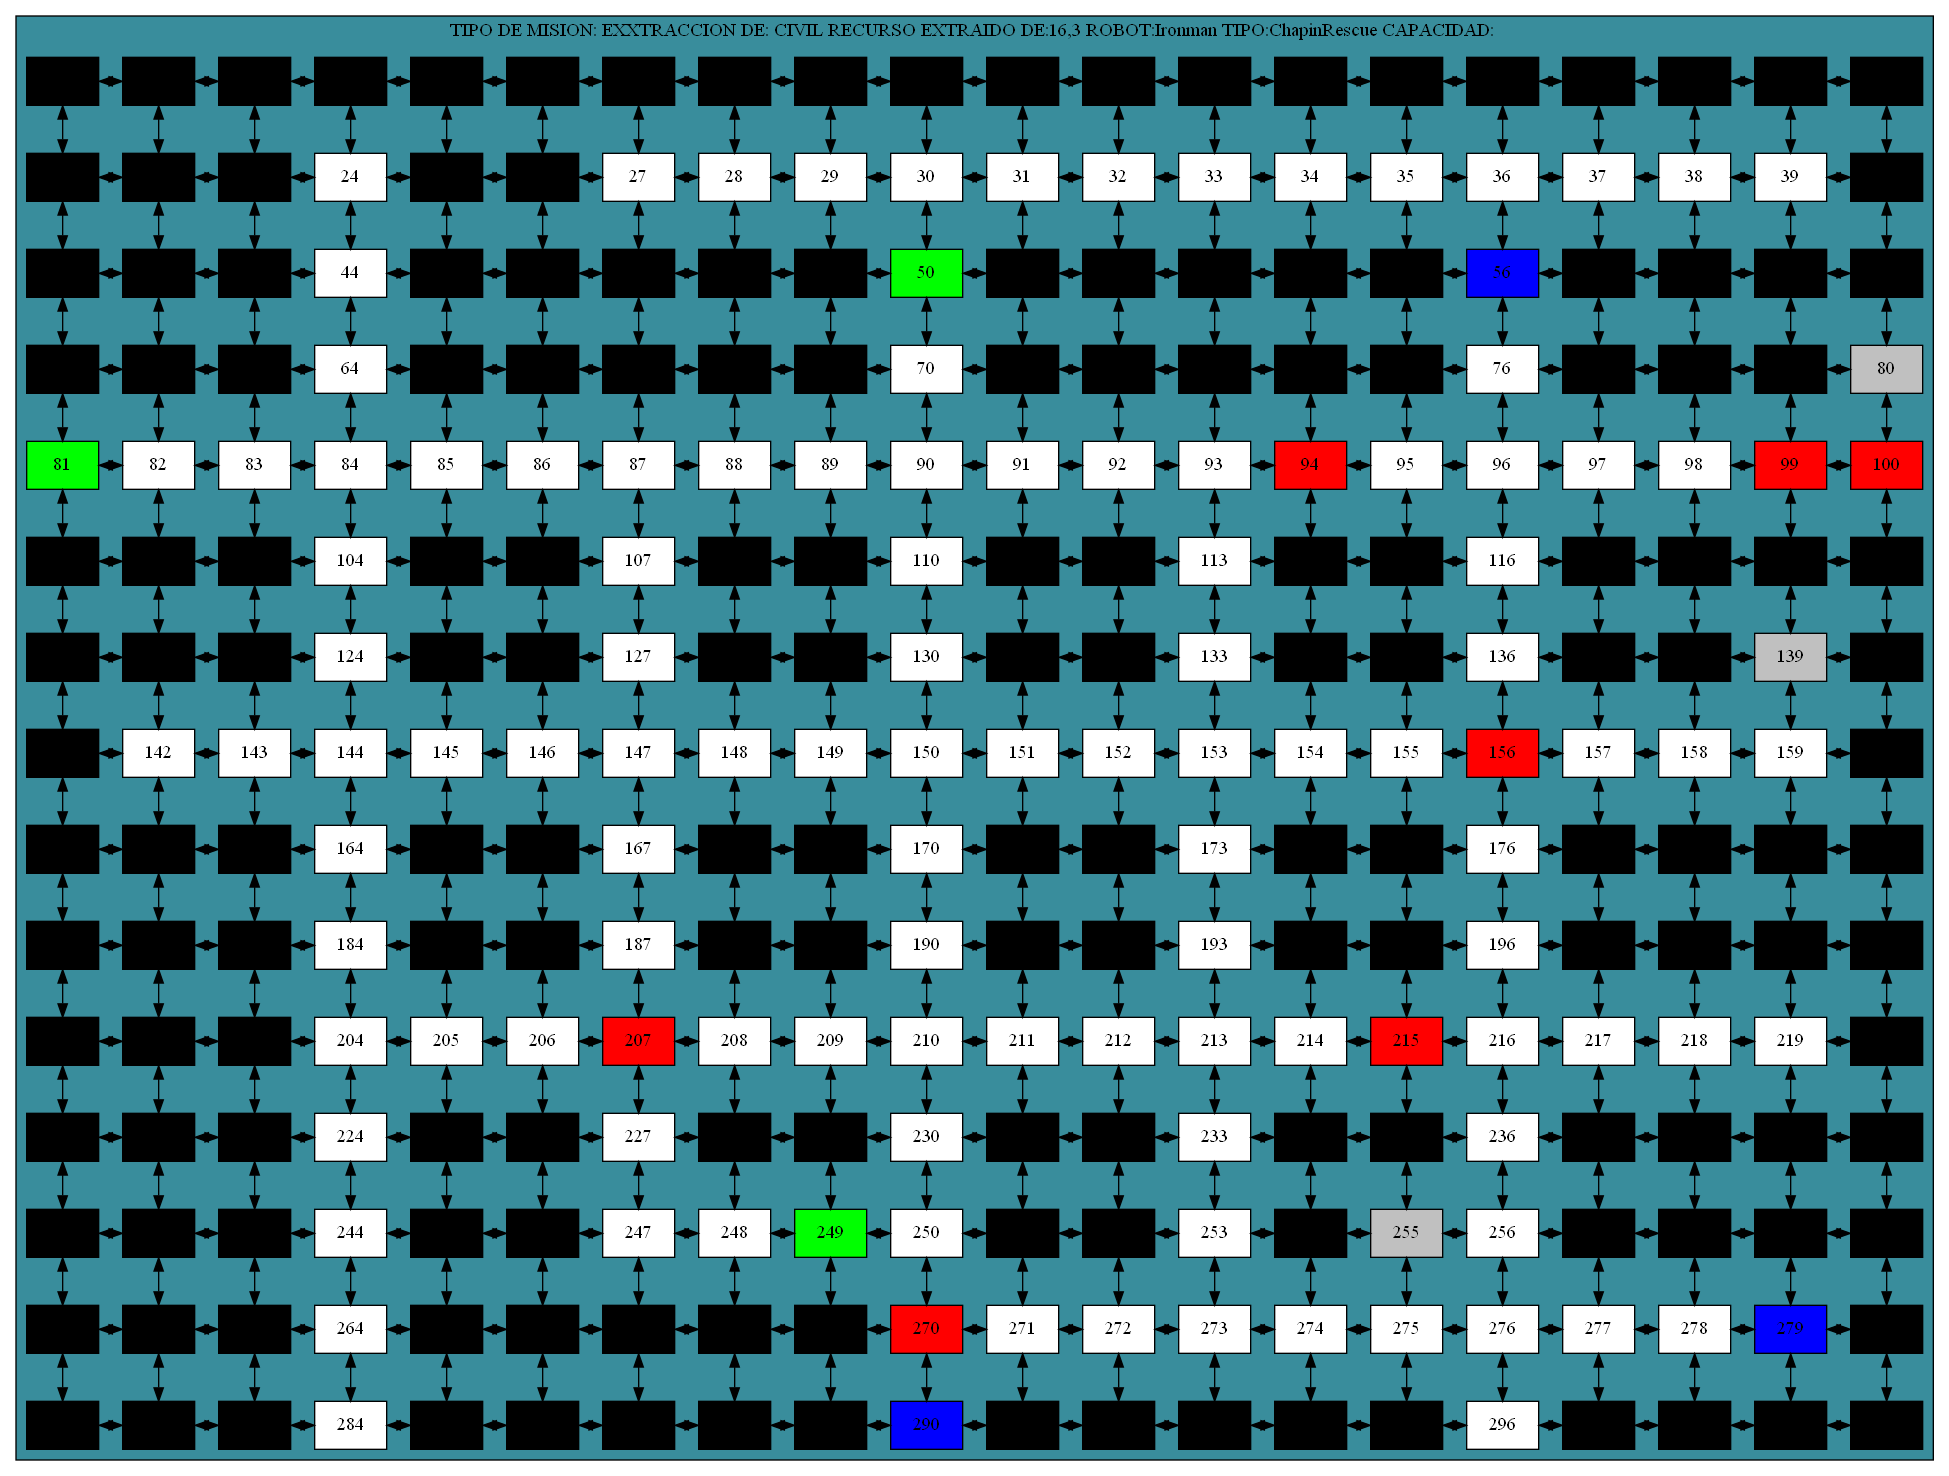 TIPO DE MISION: EXXTRACCION DE: CIVIL RECURSO EXTRAIDO DE:16,3 ROBOT:Ironman TIPO:ChapinRescue CAPACIDAD:
24 27 28 29 30 31 32 33 34 35 36 37 38 39
44 50 56
64 70 76 80
81 82 83 84 85 86 87 88 89 90 91 92 93 94 95 96 97 98 99 100
104 107 110 113 116
124 127 130 133 136 139
142 143 144 145 146 147 148 149 150 151 152 153 154 155 156 157 158 159
164 167 170 173 176
184 187 190 193 196
204 205 206 207 208 209 210 211 212 213 214 215 216 217 218 219
224 227 230 233 236
244 247 248 249 250 253 255 256
264 270 271 272 273 274 275 276 277 278 279
284 290 296